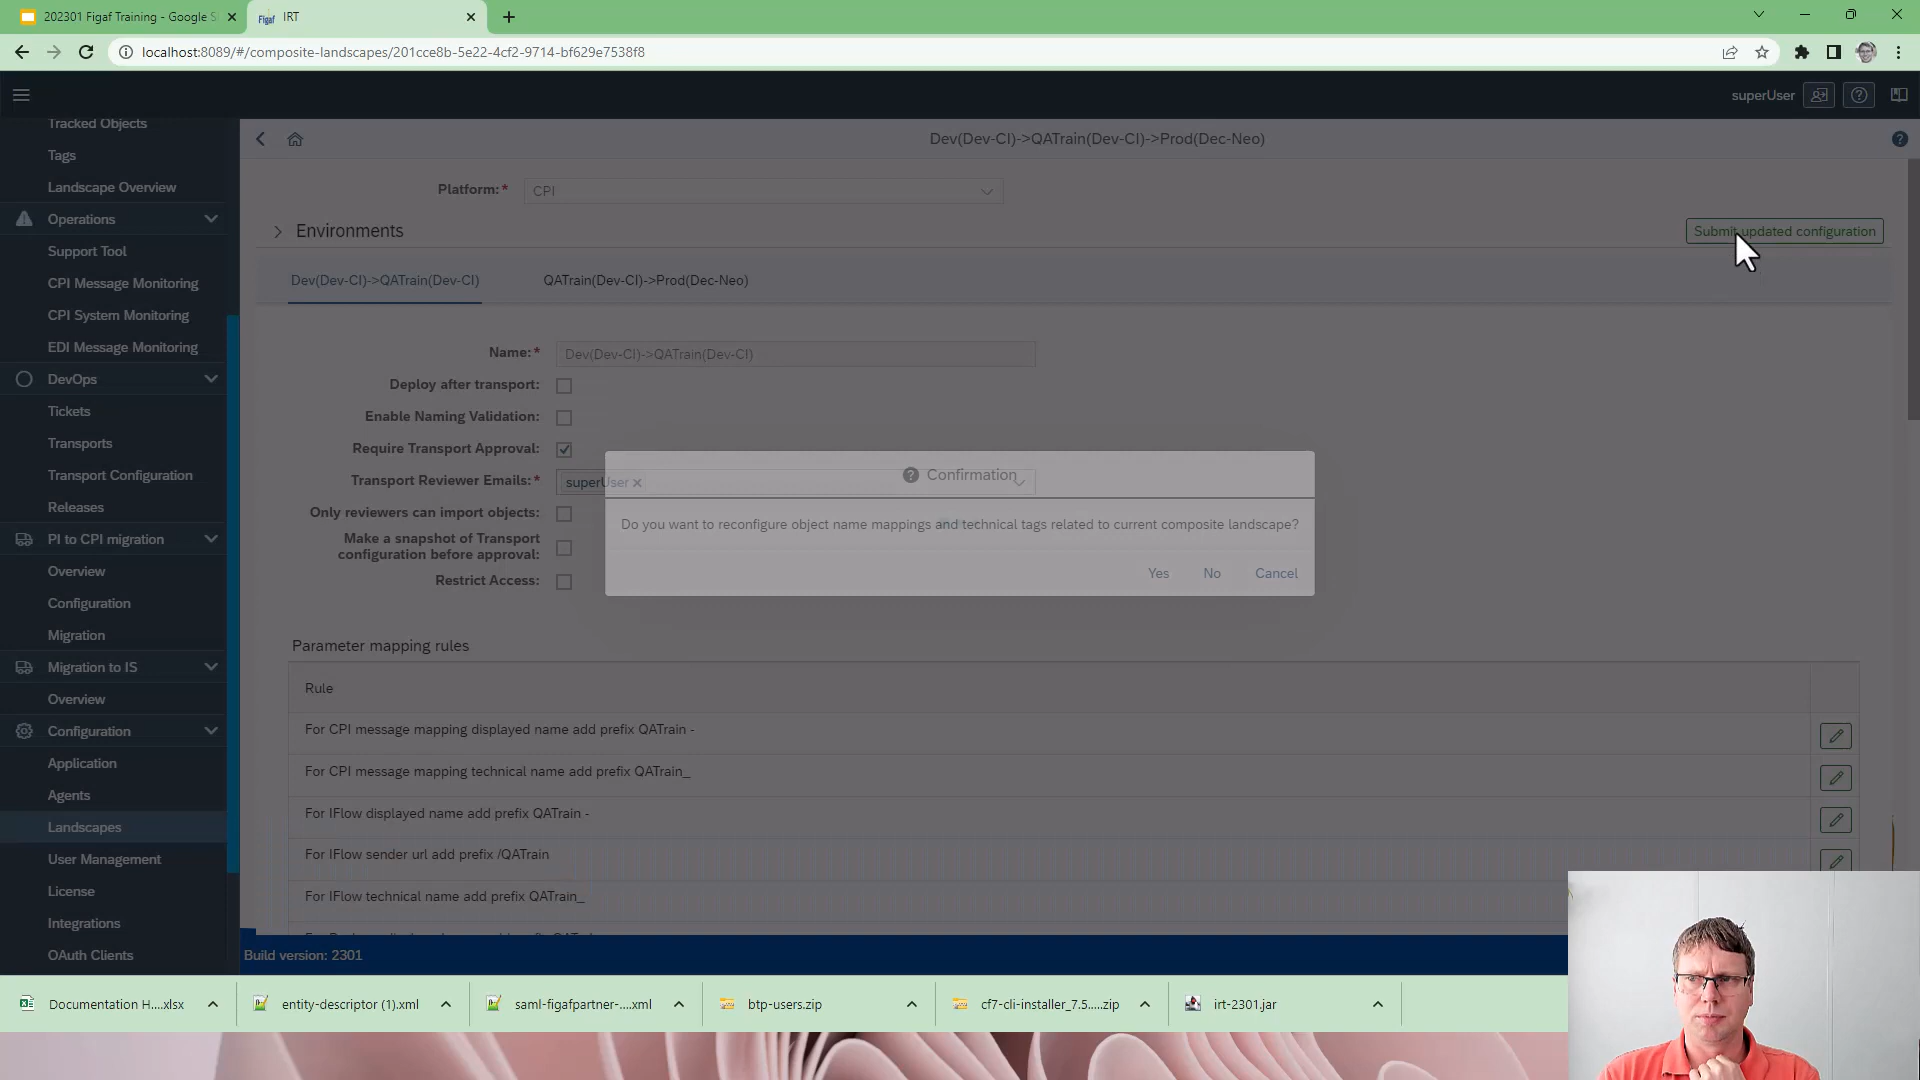 202301 Figaf Training - Google S
Figaf IRT
localhost:8089/#/composite-landscapes/201cce8b-5e22-4cf2-9714-bf629e7538f8
superUser
Tracked Objects
Tags
Landscape Overview
Operations
Support Tool
CPI Message Monitoring
CPI System Monitoring
EDI Message Monitoring
DevOps
Tickets
Transports
Transport Configuration
Releases
PI to CPI migration
Overview
Configuration
Migration
Migration to IS
Overview
Configuration
Application
Agents
Landscapes
User Management
License
Integrations
OAuth Clients
Dev(Dev-CI)->QATrain(Dev-CI)->Prod(Dec-Neo)
Platform:* CPI
Environments
Submit updated configuration
Dev(Dev-CI)->QATrain(Dev-CI) QATrain(Dev-CI)->Prod(Dec-Neo)
Name:* Dev(Dev-CI)->QATrain(Dev-CI)
Deploy after transport:
Enable Naming Validation:
Require Transport Approval:
Transport Reviewer Emails:* superUser
Only reviewers can import objects:
Make a snapshot of Transport
configuration before approval:
Restrict Access:
Confirmation
Do you want to reconfigure object name mappings and technical tags related to current composite landscape?
Yes No Cancel
Parameter mapping rules
Rule
For CPI message mapping displayed name add prefix QATrain -
For CPI message mapping technical name add prefix QATrain_
For IFlow displayed name add prefix QATrain -
For IFlow sender url add prefix /QATrain
For IFlow technical name add prefix QATrain_
Build version: 2301
Documentation H....xlsx
entity-descriptor (1).xml
saml-figafpartner-....xml
btp-users.zip
cf7-cli-installer_7.5.....zip
irt-2301.jar